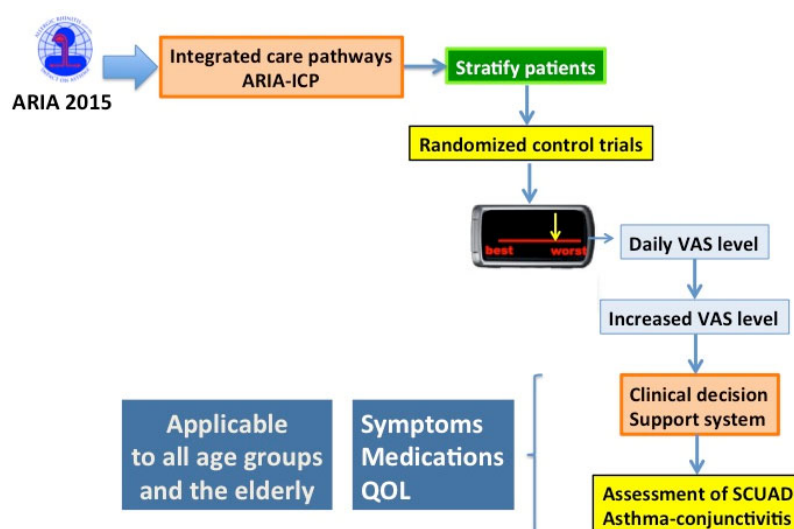 ARIA 2015
Integrated care pathways
ARIA-ICP
Stratify patients
Randomized control trials
best worst
Daily VAS level
Increased VAS level
Clinical decision
Support system
Applicable
to all age groups
and the elderly
Symptoms
Medications
QOL
Assessment of SCUAD
Asthma-conjunctivitis